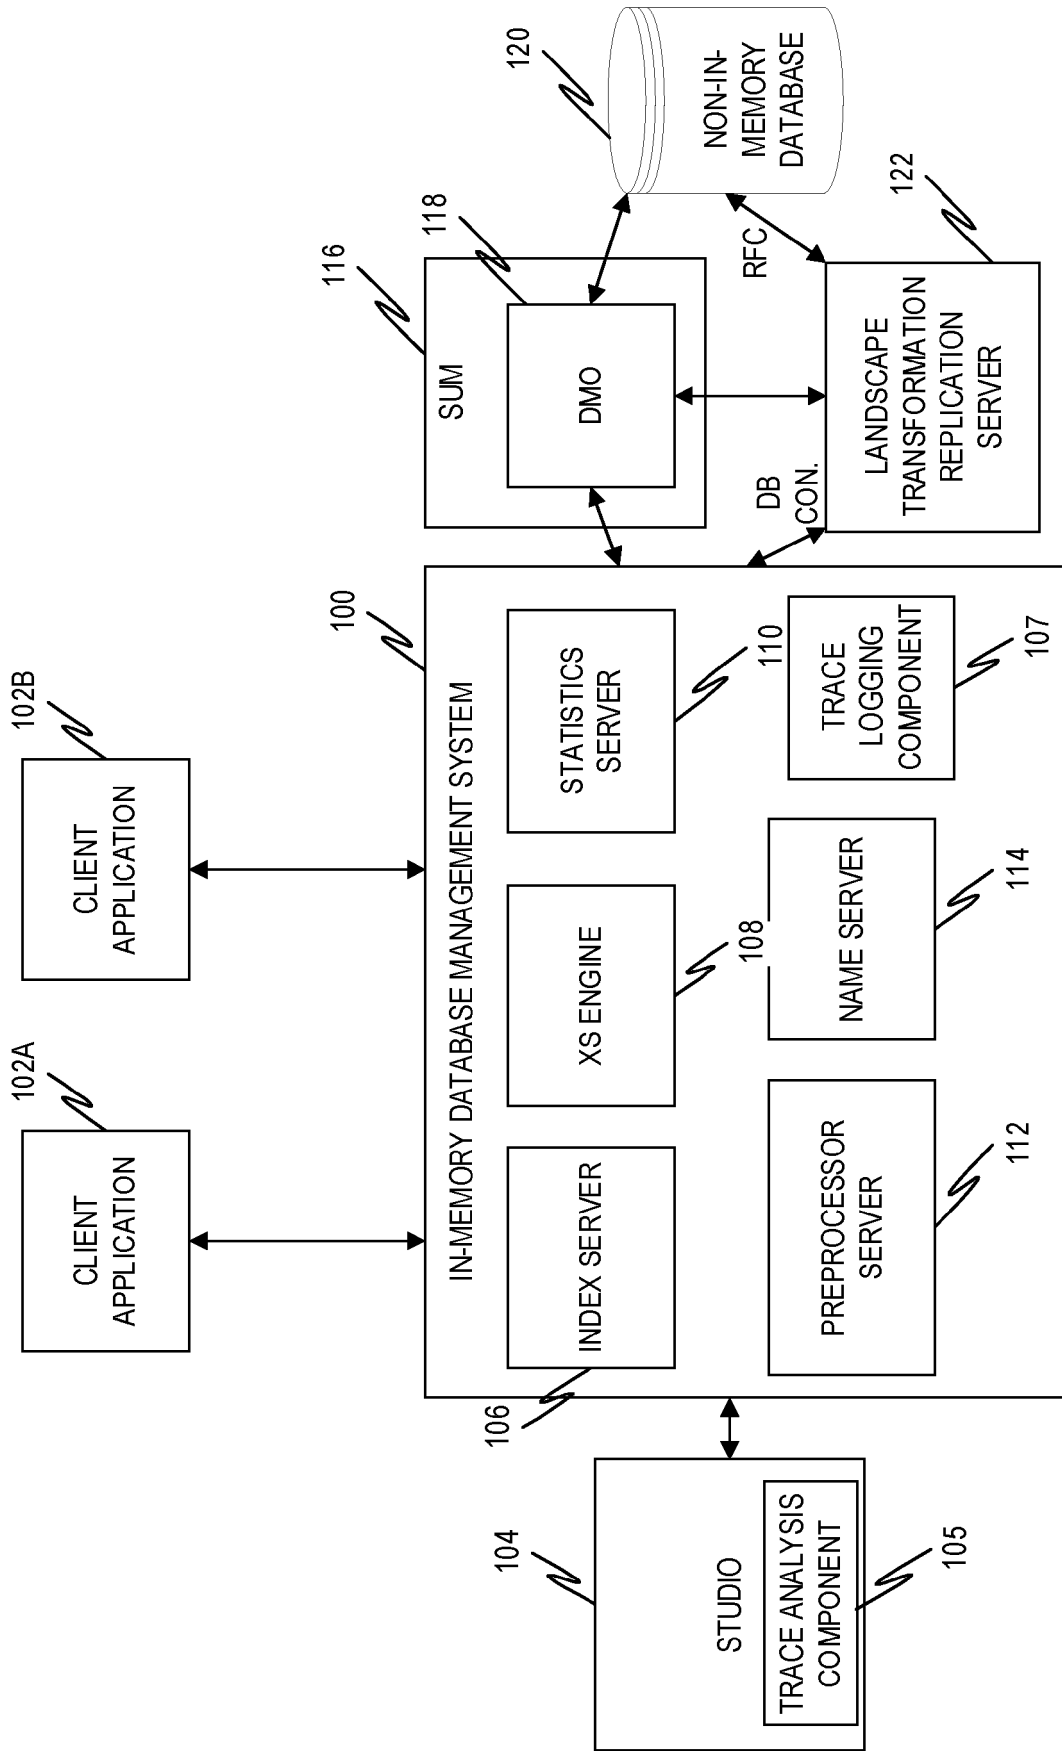 102A
CLIENT
APPLICATION
102B
CLIENT
APPLICATION
100
IN-MEMORY DATABASE MANAGEMENT SYSTEM
104
STUDIO
TRACE ANALYSIS
COMPONENT
105
106
INDEX SERVER
XS ENGINE
108
STATISTICS
SERVER
110
PREPROCESSOR
SERVER
112
NAME SERVER
114
TRACE
LOGGING
COMPONENT
107
116
SUM
118
DMO
120
NON-IN-
MEMORY
DATABASE
RFC
DB
CON.
LANDSCAPE
TRANSFORMATION
REPLICATION
SERVER
122